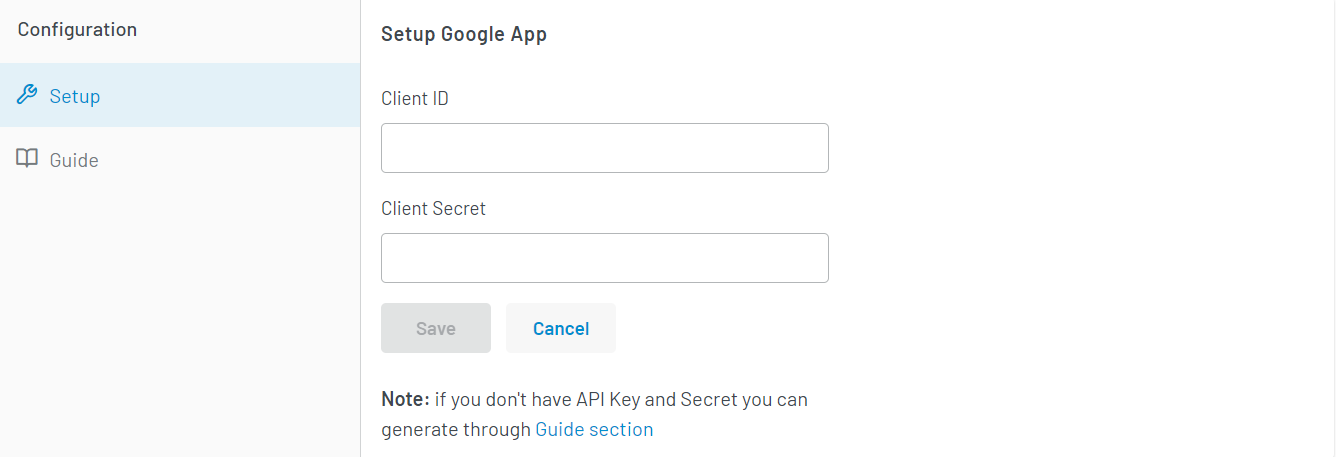 Configuration
Setup
Guide
Setup Google App
Client ID
Client Secret
Save
Cancel
Note: if you don't have API Key and Secret you can
generate through Guide section